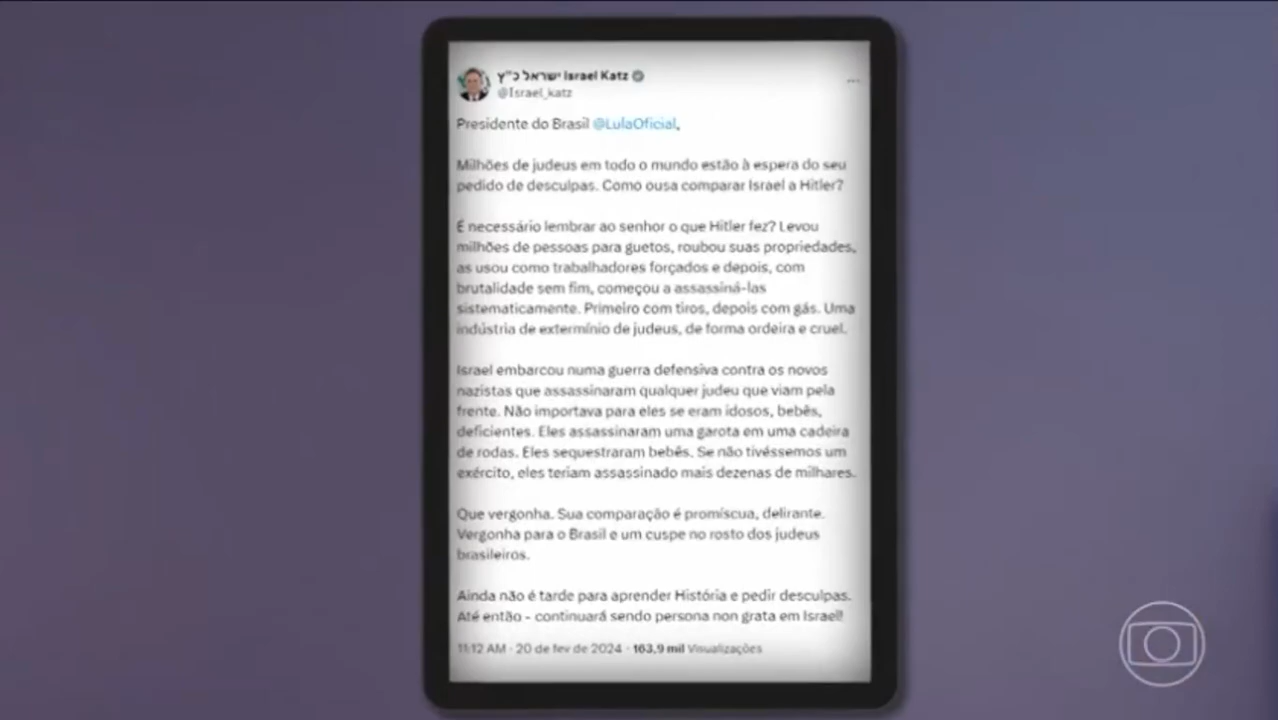 ישראל כ"ץ Israel Katz
@Israel_katz
Presidente do Brasil @LulaOficial,
Milhões de judeus em todo o mundo estão à espera do seu
pedido de desculpas. Como ousa comparar Israel a Hitler?
É necessário lembrar ao senhor o que Hitler fez? Levou
milhões de pessoas para guetos, roubou suas propriedades,
as usou como trabalhadores forçados e depois, com
brutalidade sem fim, começou a assassiná-las
sistematicamente. Primeiro com tiros, depois com gás. Uma
indústria de extermínio de judeus, de forma ordeira e cruel.
Israel embarcou numa guerra defensiva contra os novos
nazistas que assassinaram qualquer judeu que viam pela
frente. Não importava para eles se eram idosos, bebês,
deficientes. Eles assassinaram uma garota em uma cadeira
de rodas. Eles sequestraram bebês. Se não tivéssemos um
exército, eles teriam assassinado mais dezenas de milhares.
Que vergonha. Sua comparação é promíscua, delirante.
Vergonha para o Brasil e um cuspe no rosto dos judeus
brasileiros.
Ainda não é tarde para aprender História e pedir desculpas.
Até então - continuará sendo persona non grata em Israel!
11:12 AM · 20 de fev de 2024 · 163,9 mil Visualizações